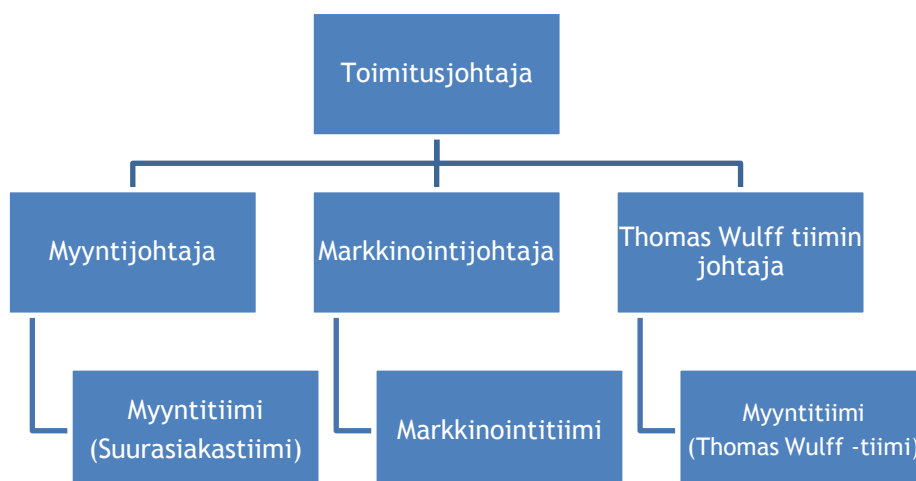 Toimitusjohtaja
Myyntijohtaja
Markkinointijohtaja
Thomas Wulff tiimin
johtaja
Myyntitiimi
(Suurasiakastiimi)
Markkinointitiimi
Myyntitiimi
(Thomas Wulff -tiimi)